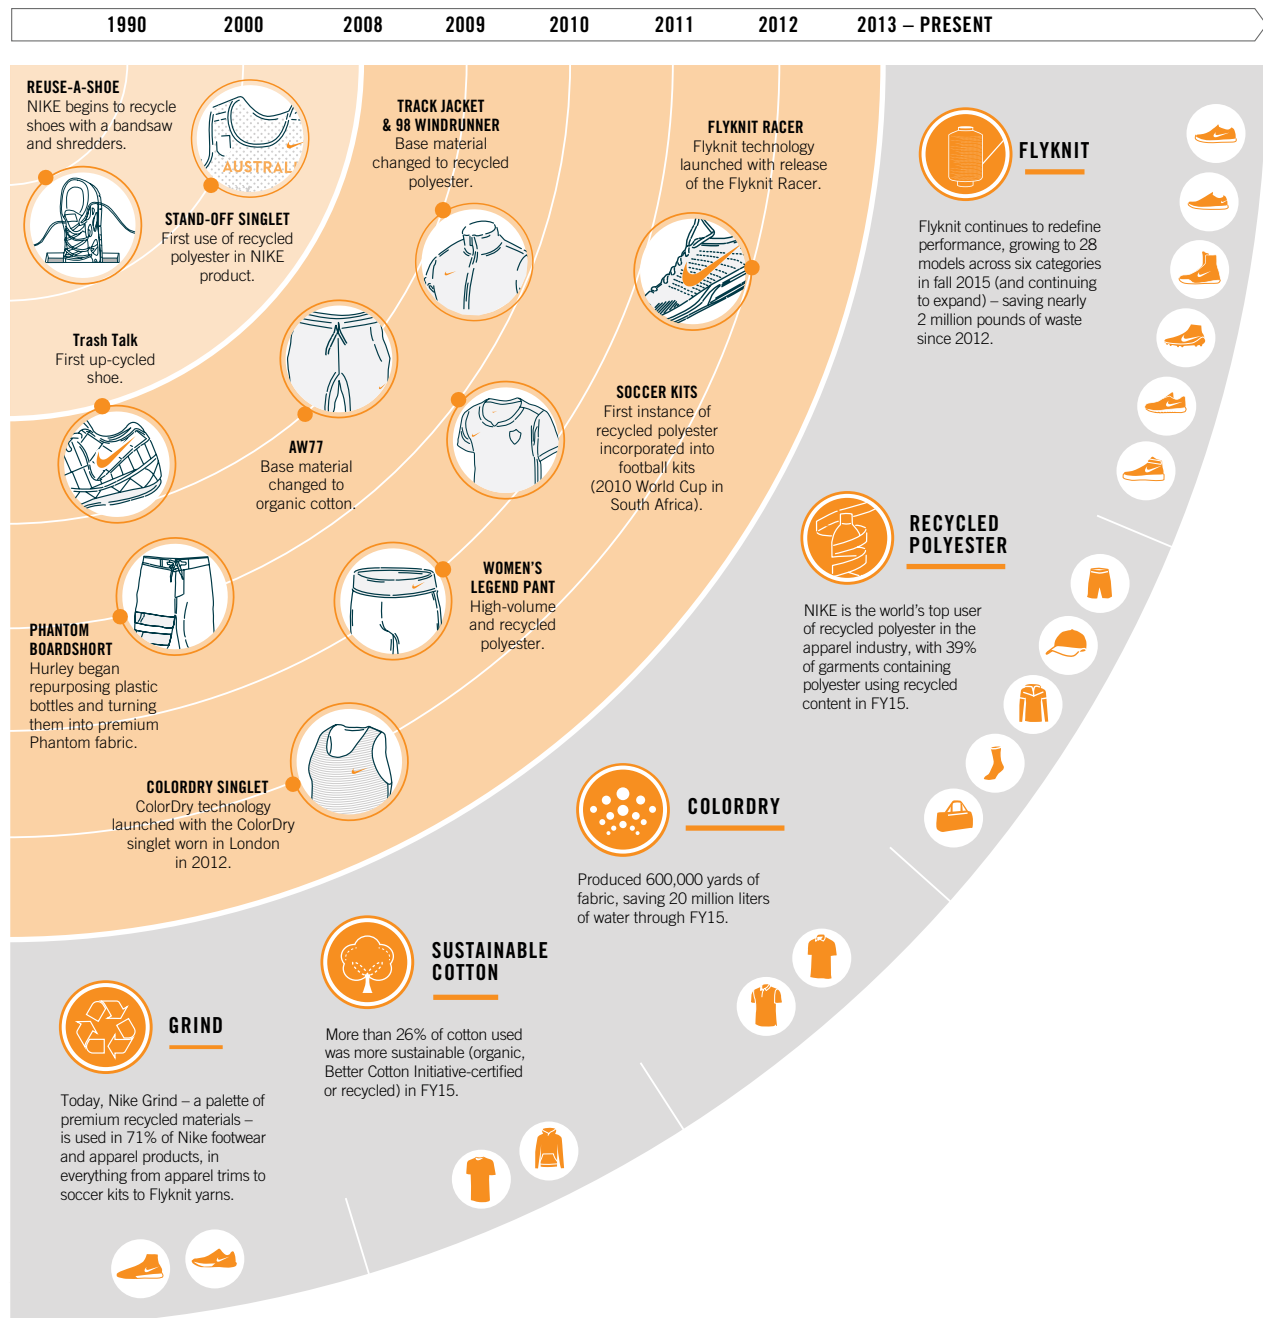 1990
2000
2008
2009
2010
2011
2012
2013 – PRESENT
REUSE-A-SHOE
NIKE begins to recycle
shoes with a bandsaw
and shredders.
AUSTRAL
STAND-OFF SINGLET
First use of recycled
polyester in NIKE
product.
TRACK JACKET
& 98 WINDRUNNER
Base material
changed to recycled
polyester.
FLYKNIT RACER
Flyknit technology
launched with release
of the Flyknit Racer.
FLYKNIT
Flyknit continues to redefine
performance, growing to 28
models across six categories
in fall 2015 (and continuing
to expand) – saving nearly
2 million pounds of waste
since 2012.
Trash Talk
First up-cycled
shoe.
AW77
Base material
changed to
organic cotton.
SOCCER KITS
First instance of
recycled polyester
incorporated into
football kits
(2010 World Cup in
South Africa).
RECYCLED
POLYESTER
NIKE is the world’s top user
of recycled polyester in the
apparel industry, with 39%
of garments containing
polyester using recycled
content in FY15.
PHANTOM
BOARDSHORT
Hurley began
repurposing plastic
bottles and turning
them into premium
Phantom fabric.
WOMEN’S
LEGEND PANT
High-volume
and recycled
polyester.
COLORDRY SINGLET
ColorDry technology
launched with the ColorDry
singlet worn in London
in 2012.
COLORDRY
Produced 600,000 yards of
fabric, saving 20 million liters
of water through FY15.
SUSTAINABLE
COTTON
More than 26% of cotton used
was more sustainable (organic,
Better Cotton Initiative-certified
or recycled) in FY15.
GRIND
Today, Nike Grind – a palette of
premium recycled materials –
is used in 71% of Nike footwear
and apparel products, in
everything from apparel trims to
soccer kits to Flyknit yarns.